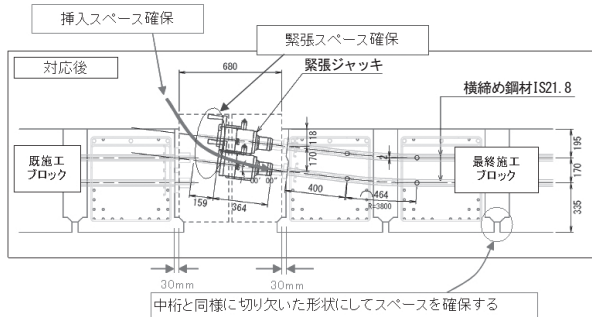 挿入スペース確保
緊張スペース確保
対応後
680
緊張ジャッキ
横締め鋼材IS21.8
118
170
195
170
335
既施工
ブロック
最終施工
ブロック
7°00'00"
159
364
400
464
R=3800
30mm
30mm
中桁と同様に切り欠いた形状にしてスペースを確保する